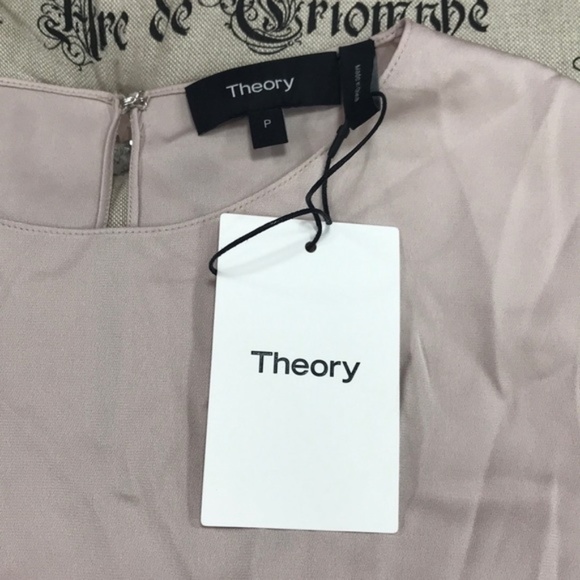 Arc de Triomphe
Theory
P
Theory